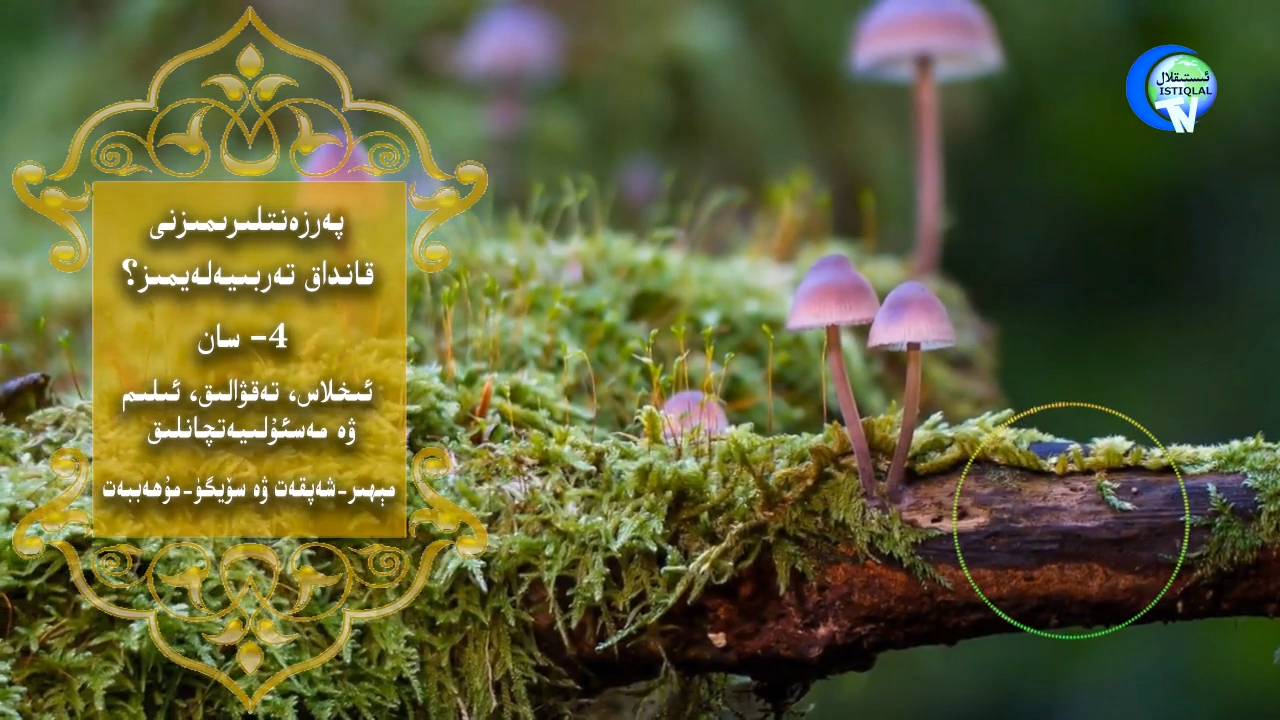 پەرزەنتلىرىمىزنى
قانداق تەربىيەلەيمىز؟
4- سان
ئىخلاس، تەقۋالىق، ئىلىم
ۋە مەسئۇلىيەتچانلىق
مېھىر-شەپقەت ۋە سۆيگۈ-مۇھەببەت
ئىستىقلال
ISTIQLAL
TV